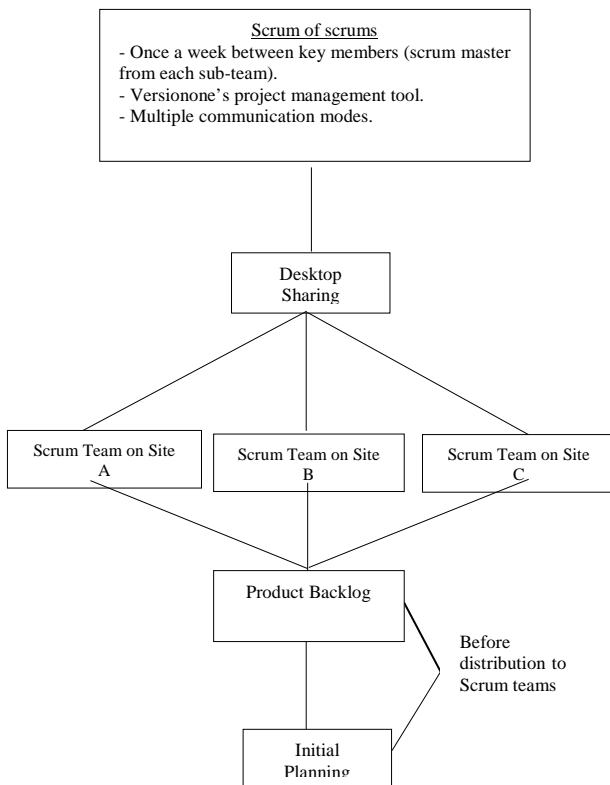 Scrum of scrums
- Once a week between key members (scrum master
from each sub-team).
- Versionone’s project management tool.
- Multiple communication modes.
Desktop
Sharing
Scrum Team on Site
A
Scrum Team on Site
B
Scrum Team on Site
C
Product Backlog
Before
distribution to
Scrum teams
Initial
Planning